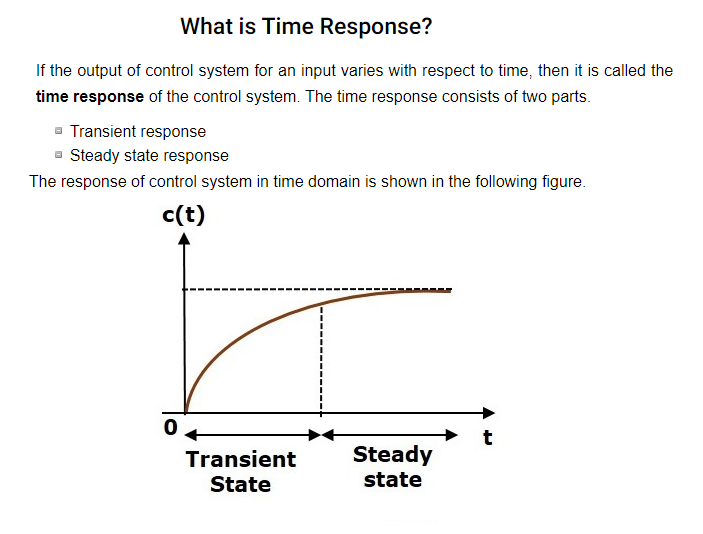 What is Time Response?
If the output of control system for an input varies with respect to time, then it is called the
time response of the control system. The time response consists of two parts.
Transient response
Steady state response
The response of control system in time domain is shown in the following figure.
c(t)
0
t
Transient
State
Steady
state